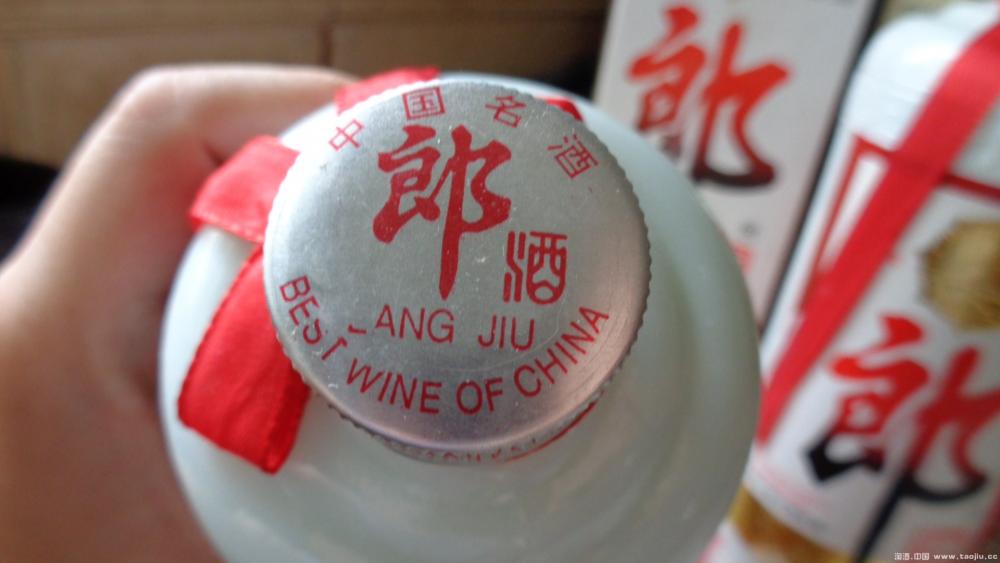 中国名酒
郎
酒
LANG JIU
BEST WINE OF CHINA
郎
郎
淘酒.中国 www.taojiu.cc